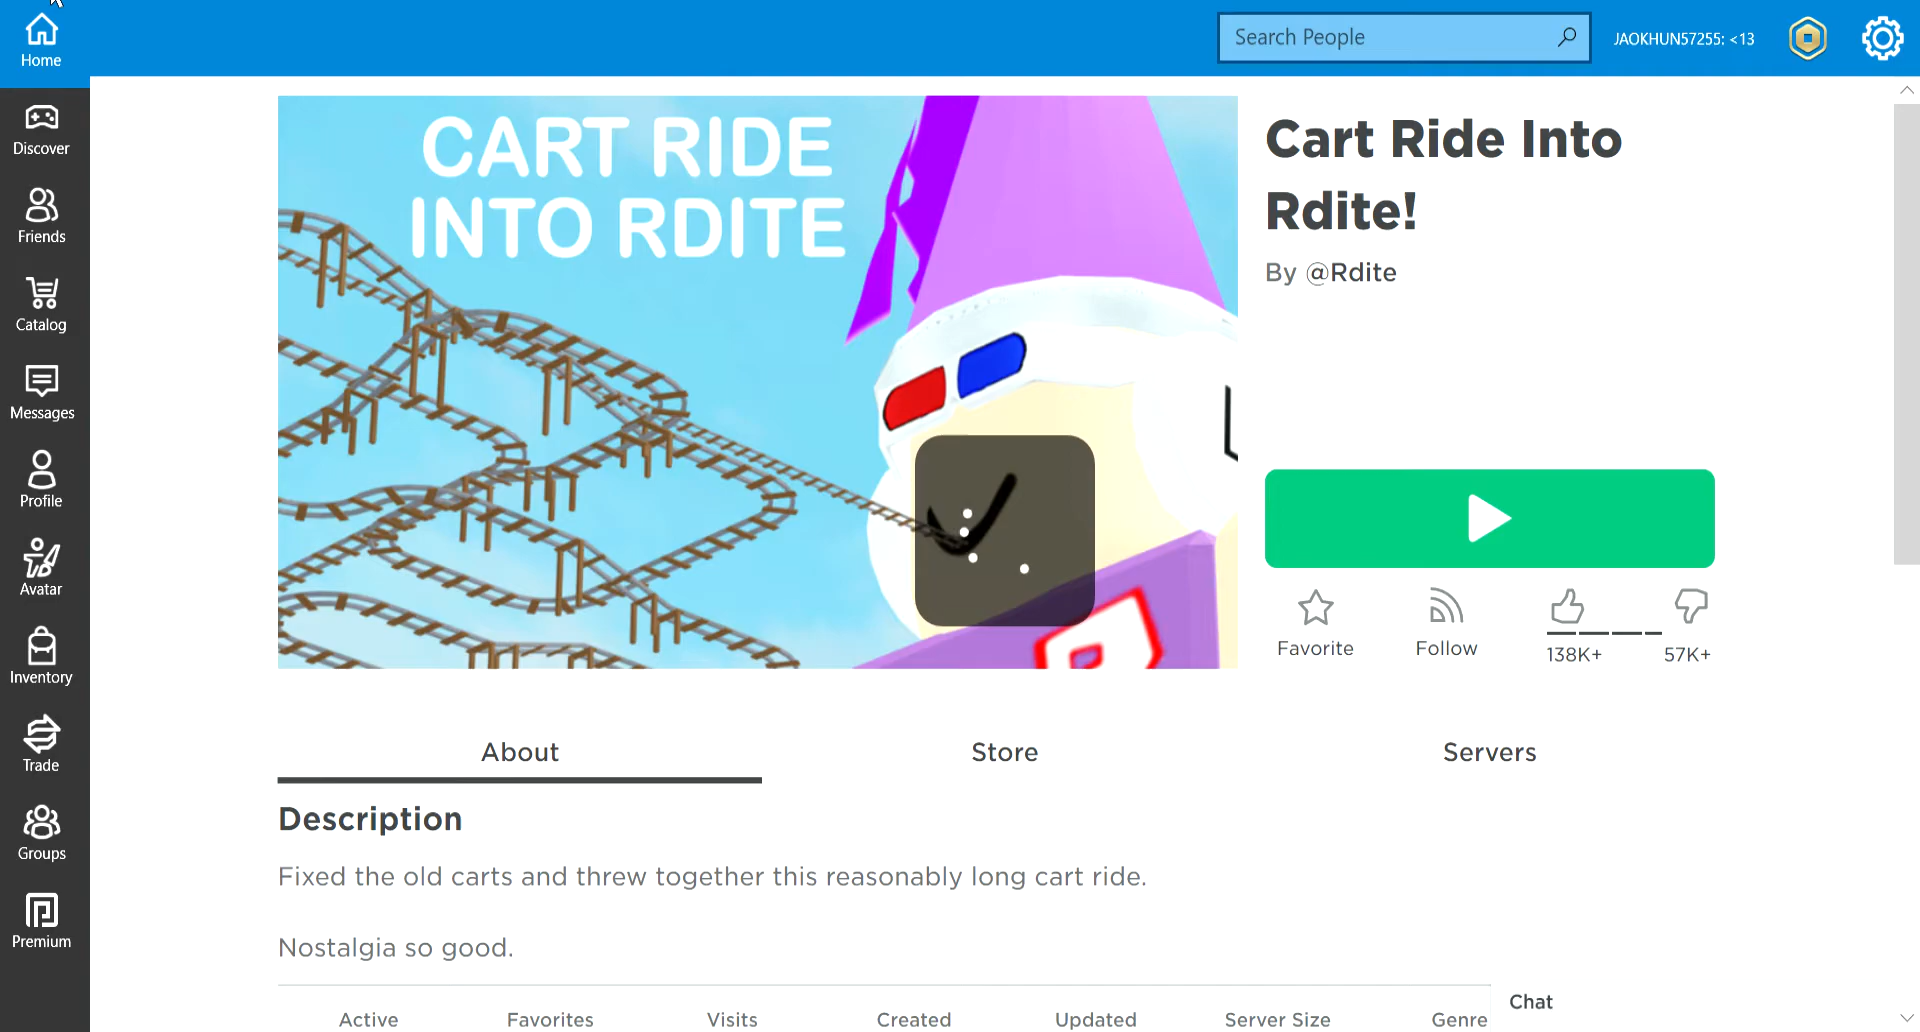 Home
Search People
JAOKHUN57255: <13
Discover
Friends
Catalog
Messages
Profile
Avatar
Inventory
Trade
Groups
Premium
CART RIDE
INTO RDITE
Cart Ride Into
Rdite!
By @Rdite
Favorite
Follow
138K+
57K+
About
Store
Servers
Description
Fixed the old carts and threw together this reasonably long cart ride.
Nostalgia so good.
Active
Favorites
Visits
Created
Updated
Server Size
Genre
Chat